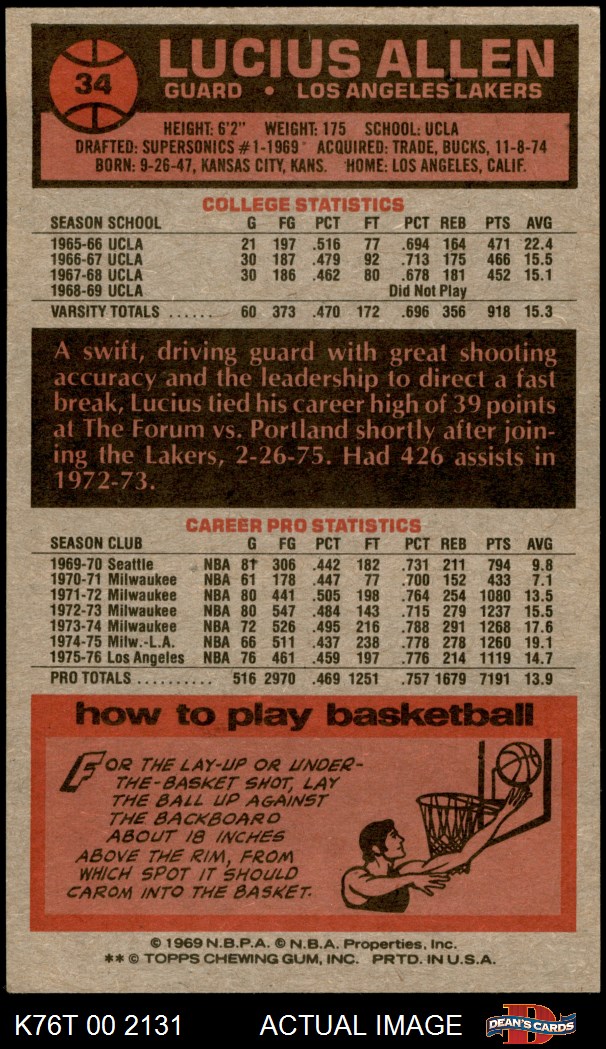 34
LUCIUS ALLEN
GUARD • LOS ANGELES LAKERS
HEIGHT: 6'2" WEIGHT: 175 SCHOOL: UCLA
DRAFTED: SUPERSONICS #1-1969 ACQUIRED: TRADE, BUCKS, 11-8-74
BORN: 9-26-47, KANSAS CITY, KANS. HOME: LOS ANGELES, CALIF.
COLLEGE STATISTICS
SEASON SCHOOL G FG PCT FT PCT REB PTS AVG
1965-66 UCLA 21 197 .516 77 .694 164 471 22.4
1966-67 UCLA 30 187 .479 92 .713 175 466 15.5
1967-68 UCLA 30 186 .462 80 .678 181 452 15.1
1968-69 UCLA Did Not Play
VARSITY TOTALS ...... 60 373 .470 172 .696 356 918 15.3
A swift, driving guard with great shooting
accuracy and the leadership to direct a fast
break, Lucius tied his career high of 39 points
at The Forum vs. Portland shortly after join-
ing the Lakers, 2-26-75. Had 426 assists in
1972-73.
CAREER PRO STATISTICS
SEASON CLUB G FG PCT FT PCT REB PTS AVG
1969-70 Seattle NBA 81 306 .442 182 .731 211 794 9.8
1970-71 Milwaukee NBA 61 178 .447 77 .700 152 433 7.1
1971-72 Milwaukee NBA 80 441 .505 198 .764 254 1080 13.5
1972-73 Milwaukee NBA 80 547 .484 143 .715 279 1237 15.5
1973-74 Milwaukee NBA 72 526 .495 216 .788 291 1268 17.6
1974-75 Milw.-L.A. NBA 66 511 .437 238 .778 278 1260 19.1
1975-76 Los Angeles NBA 76 461 .459 197 .776 214 1119 14.7
PRO TOTALS .......... 516 2970 .469 1251 .757 1679 7191 13.9
how to play basketball
FOR THE LAY-UP OR UNDER-
THE-BASKET SHOT, LAY
THE BALL UP AGAINST
THE BACKBOARD
ABOUT 18 INCHES
ABOVE THE RIM, FROM
WHICH SPOT IT SHOULD
CAROM INTO THE BASKET.
© 1969 N.B.P.A. © N.B.A. Properties, Inc.
** © TOPPS CHEWING GUM, INC. PRTD. IN U.S.A.
K76T 00 2131 ACTUAL IMAGE
D
DEAN'S CARDS